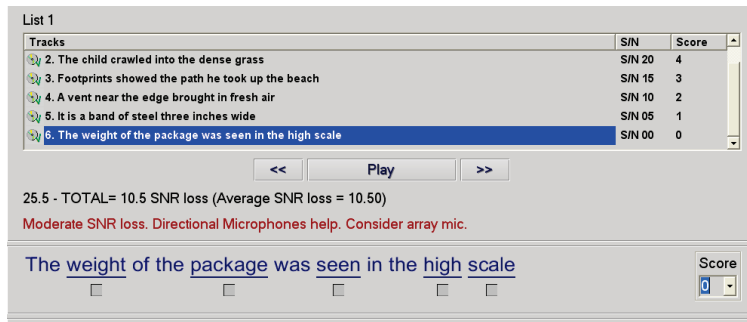 List 1
Tracks S/N Score
2. The child crawled into the dense grass S/N 20 4
3. Footprints showed the path he took up the beach S/N 15 3
4. A vent near the edge brought in fresh air S/N 10 2
5. It is a band of steel three inches wide S/N 05 1
6. The weight of the package was seen in the high scale S/N 00 0
<< Play >>
25.5 - TOTAL= 10.5 SNR loss (Average SNR loss = 10.50)
Moderate SNR loss. Directional Microphones help. Consider array mic.
The weight of the package was seen in the high scale
Score
0